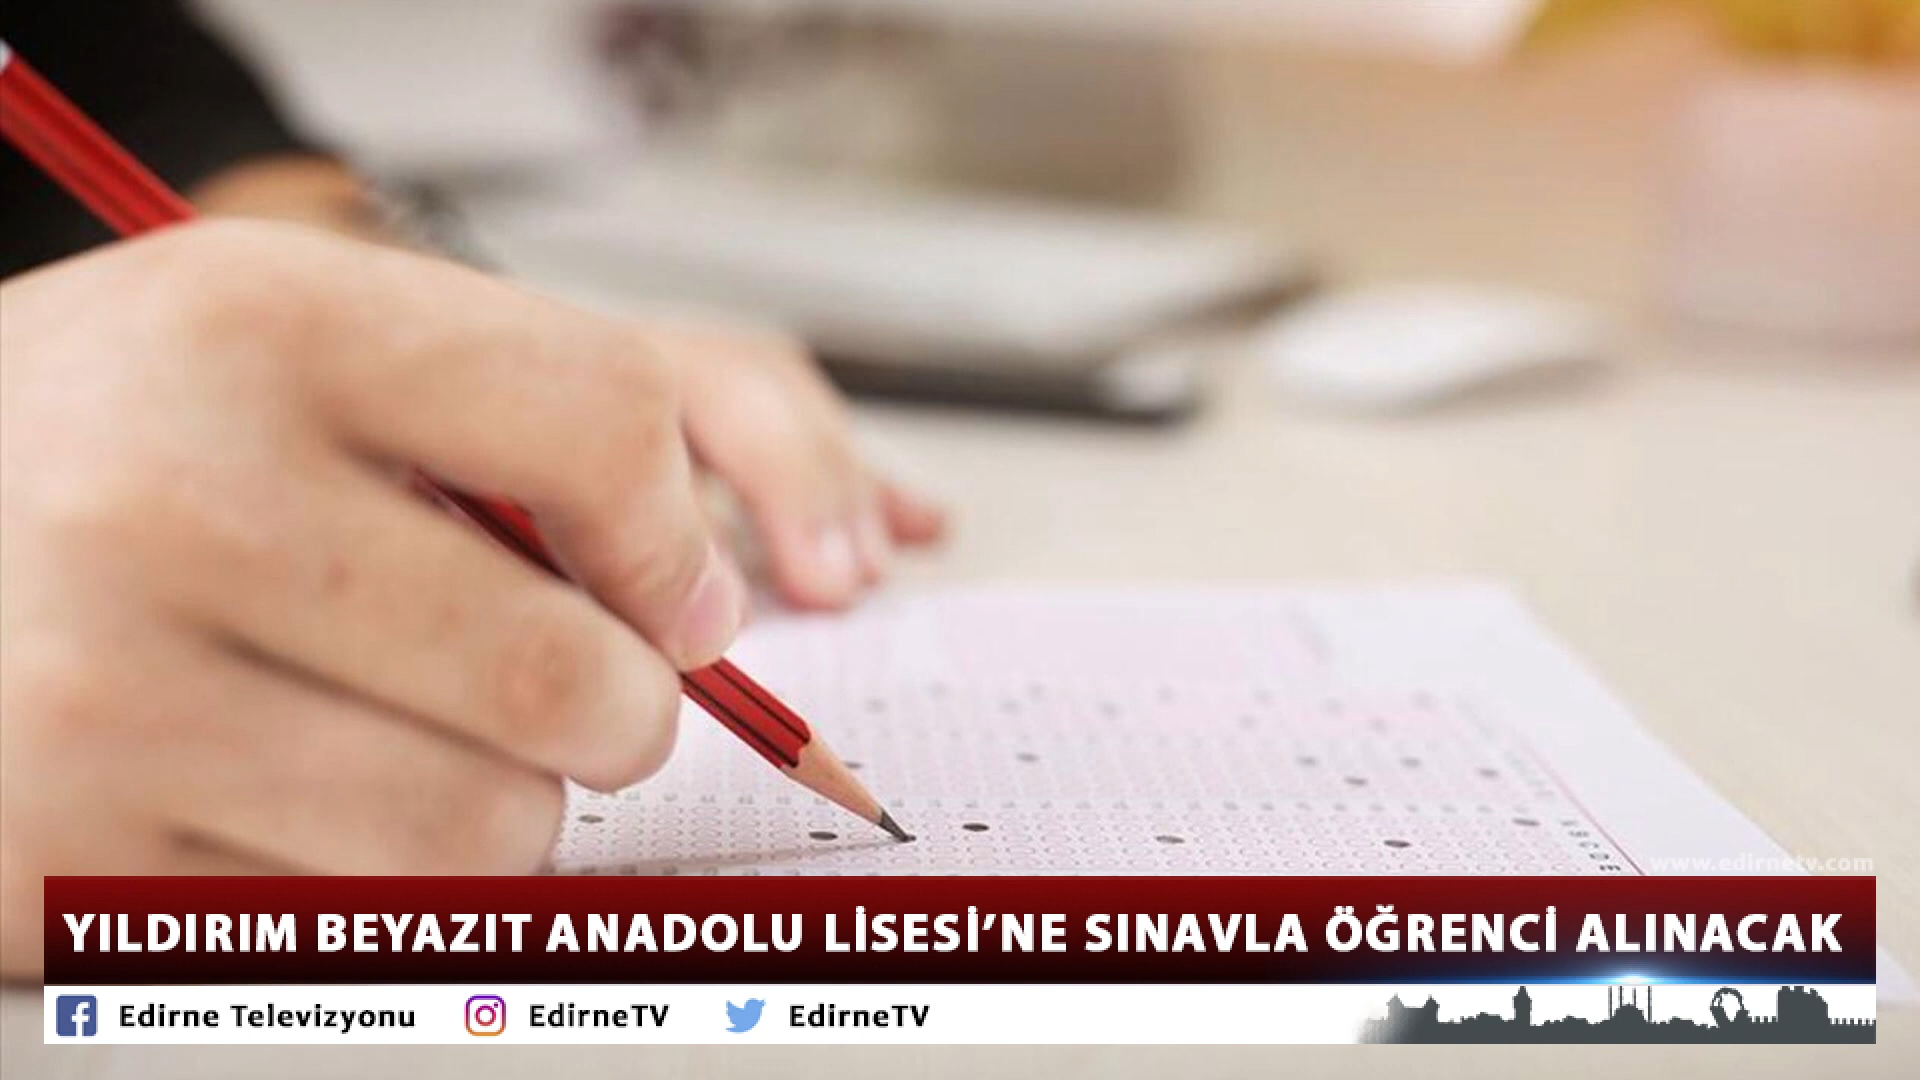 A B C D E
www.edirnetv.com
YILDIRIM BEYAZIT ANADOLU LİSESİ’NE SINAVLA ÖĞRENCİ ALINACAK
Edirne Televizyonu EdirneTV EdirneTV